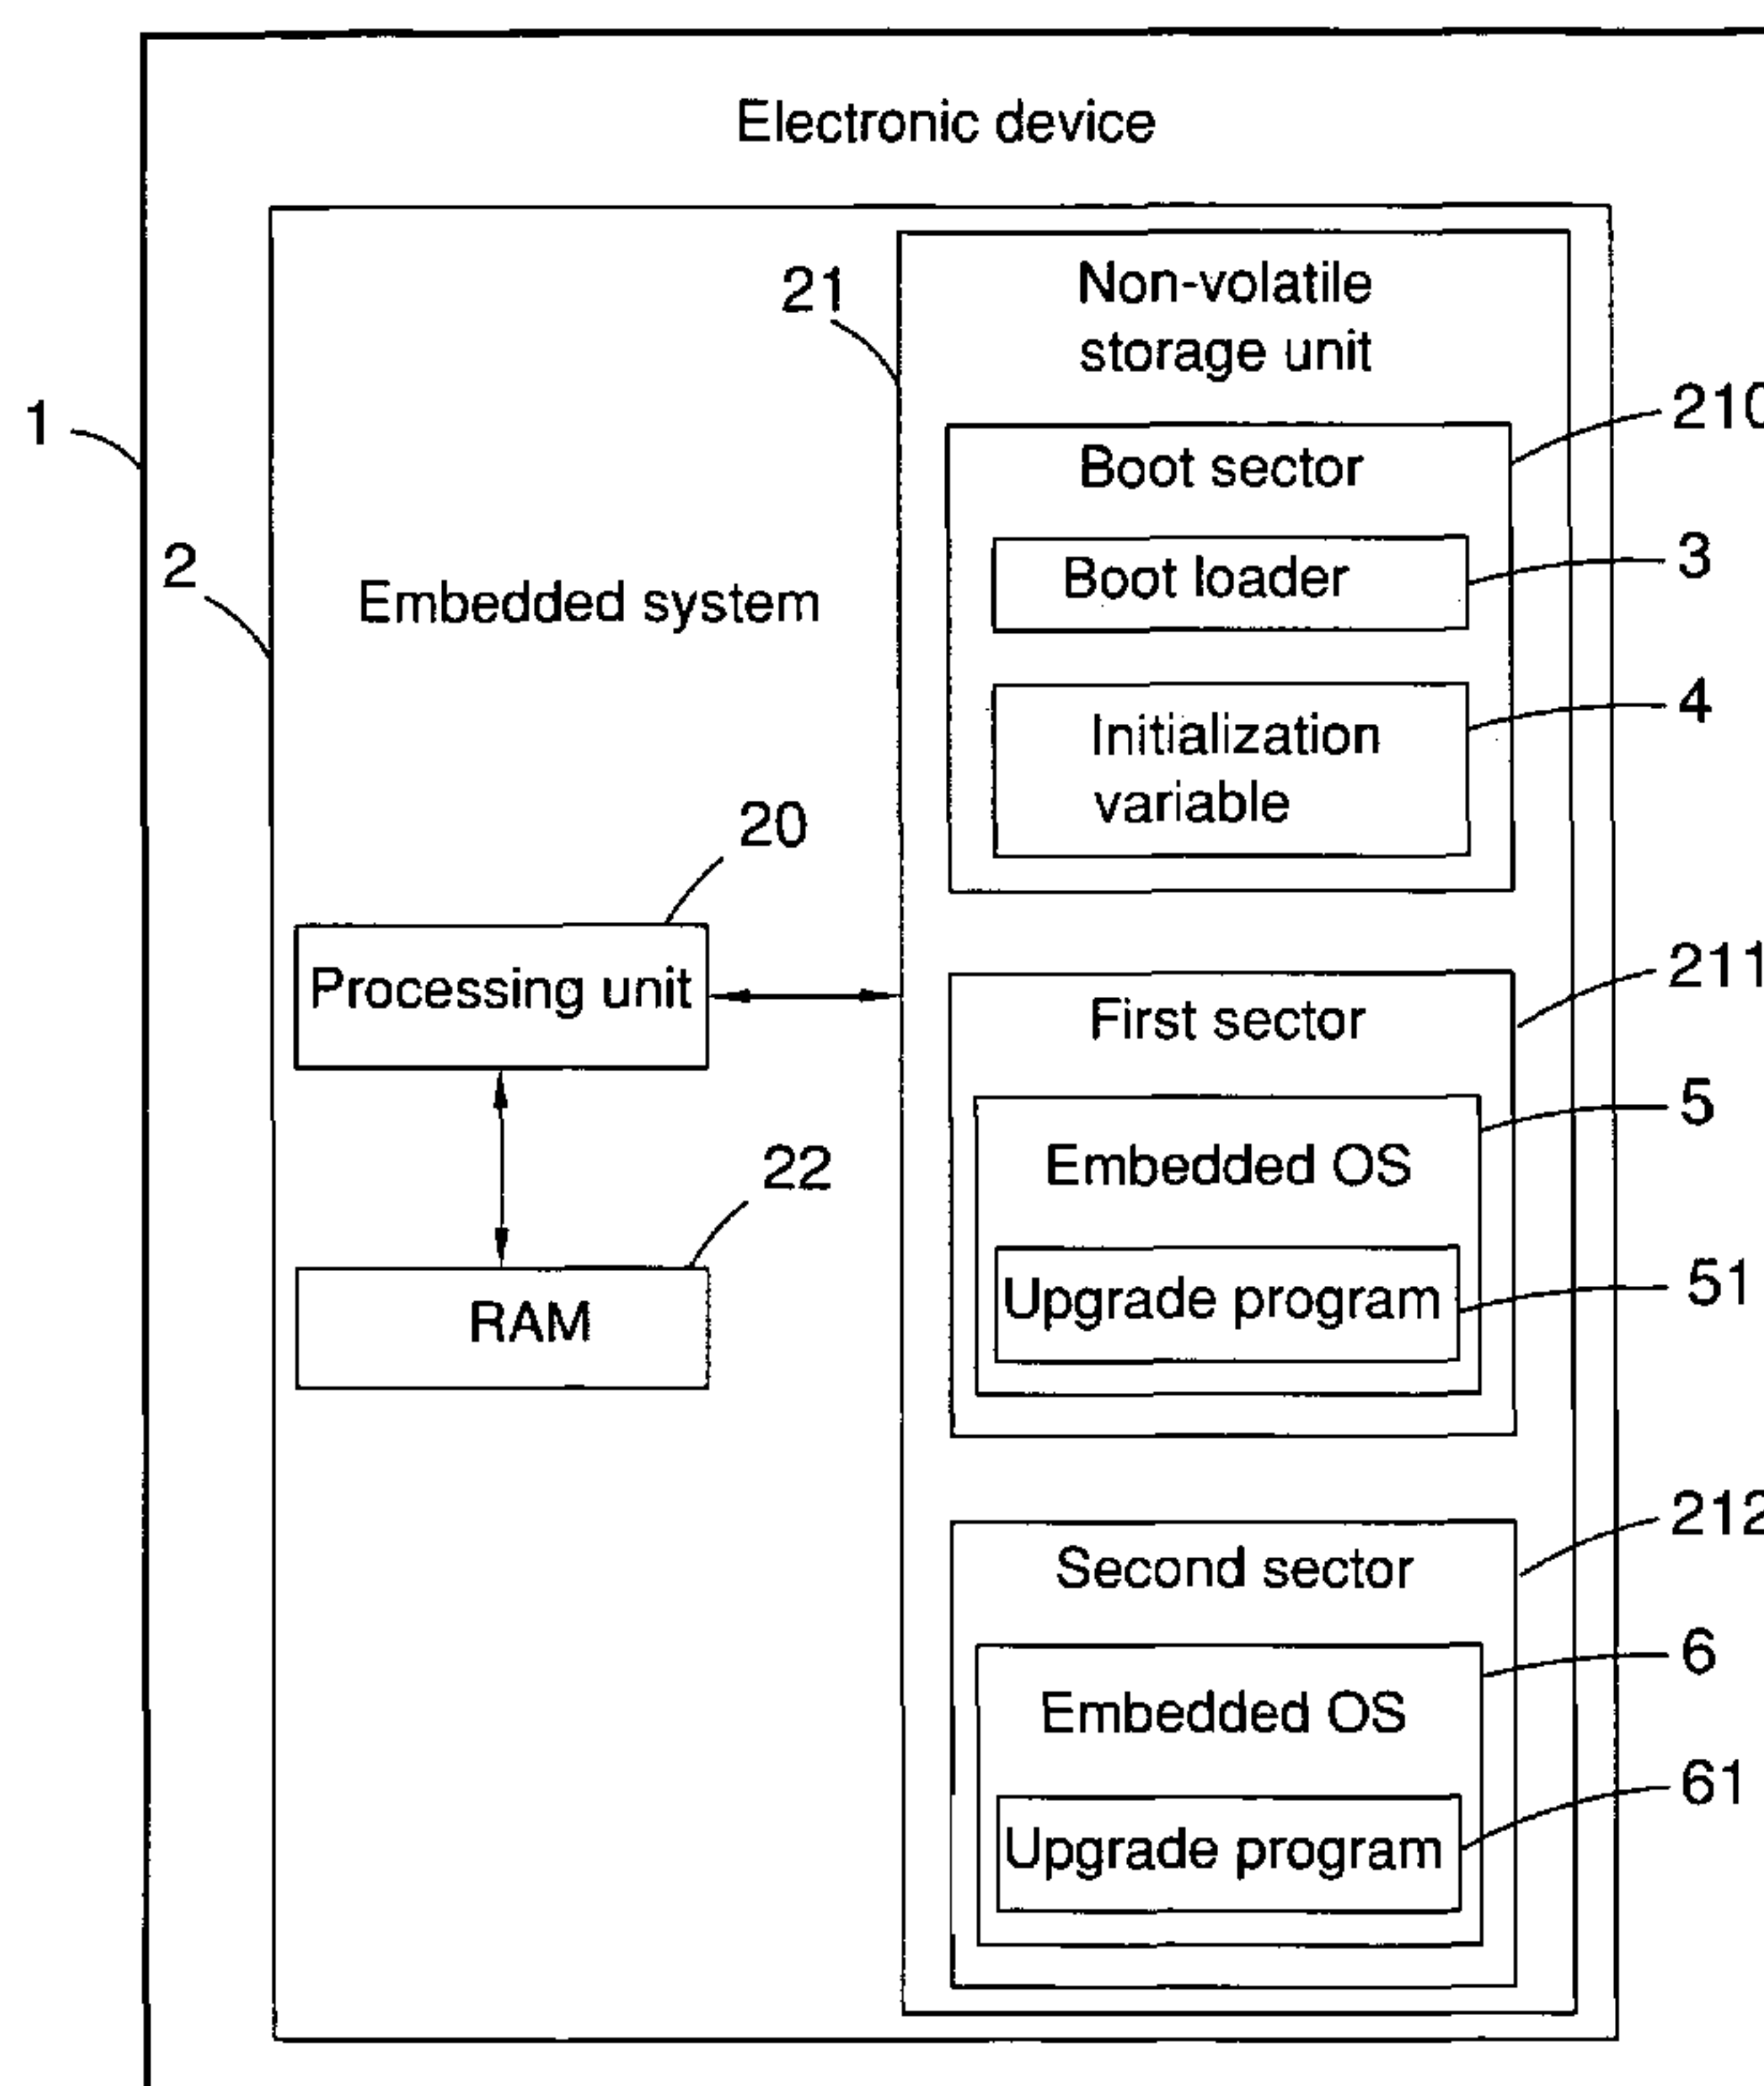 Electronic device
21
Non-volatile
storage unit
1
210
Boot sector
2
3
Boot loader
Embedded system
4
Initialization
variable
20
211
Processing unit
First sector
5
22
Embedded OS
51
RAM
Upgrade program
212
Second sector
6
Embedded OS
61
Upgrade program